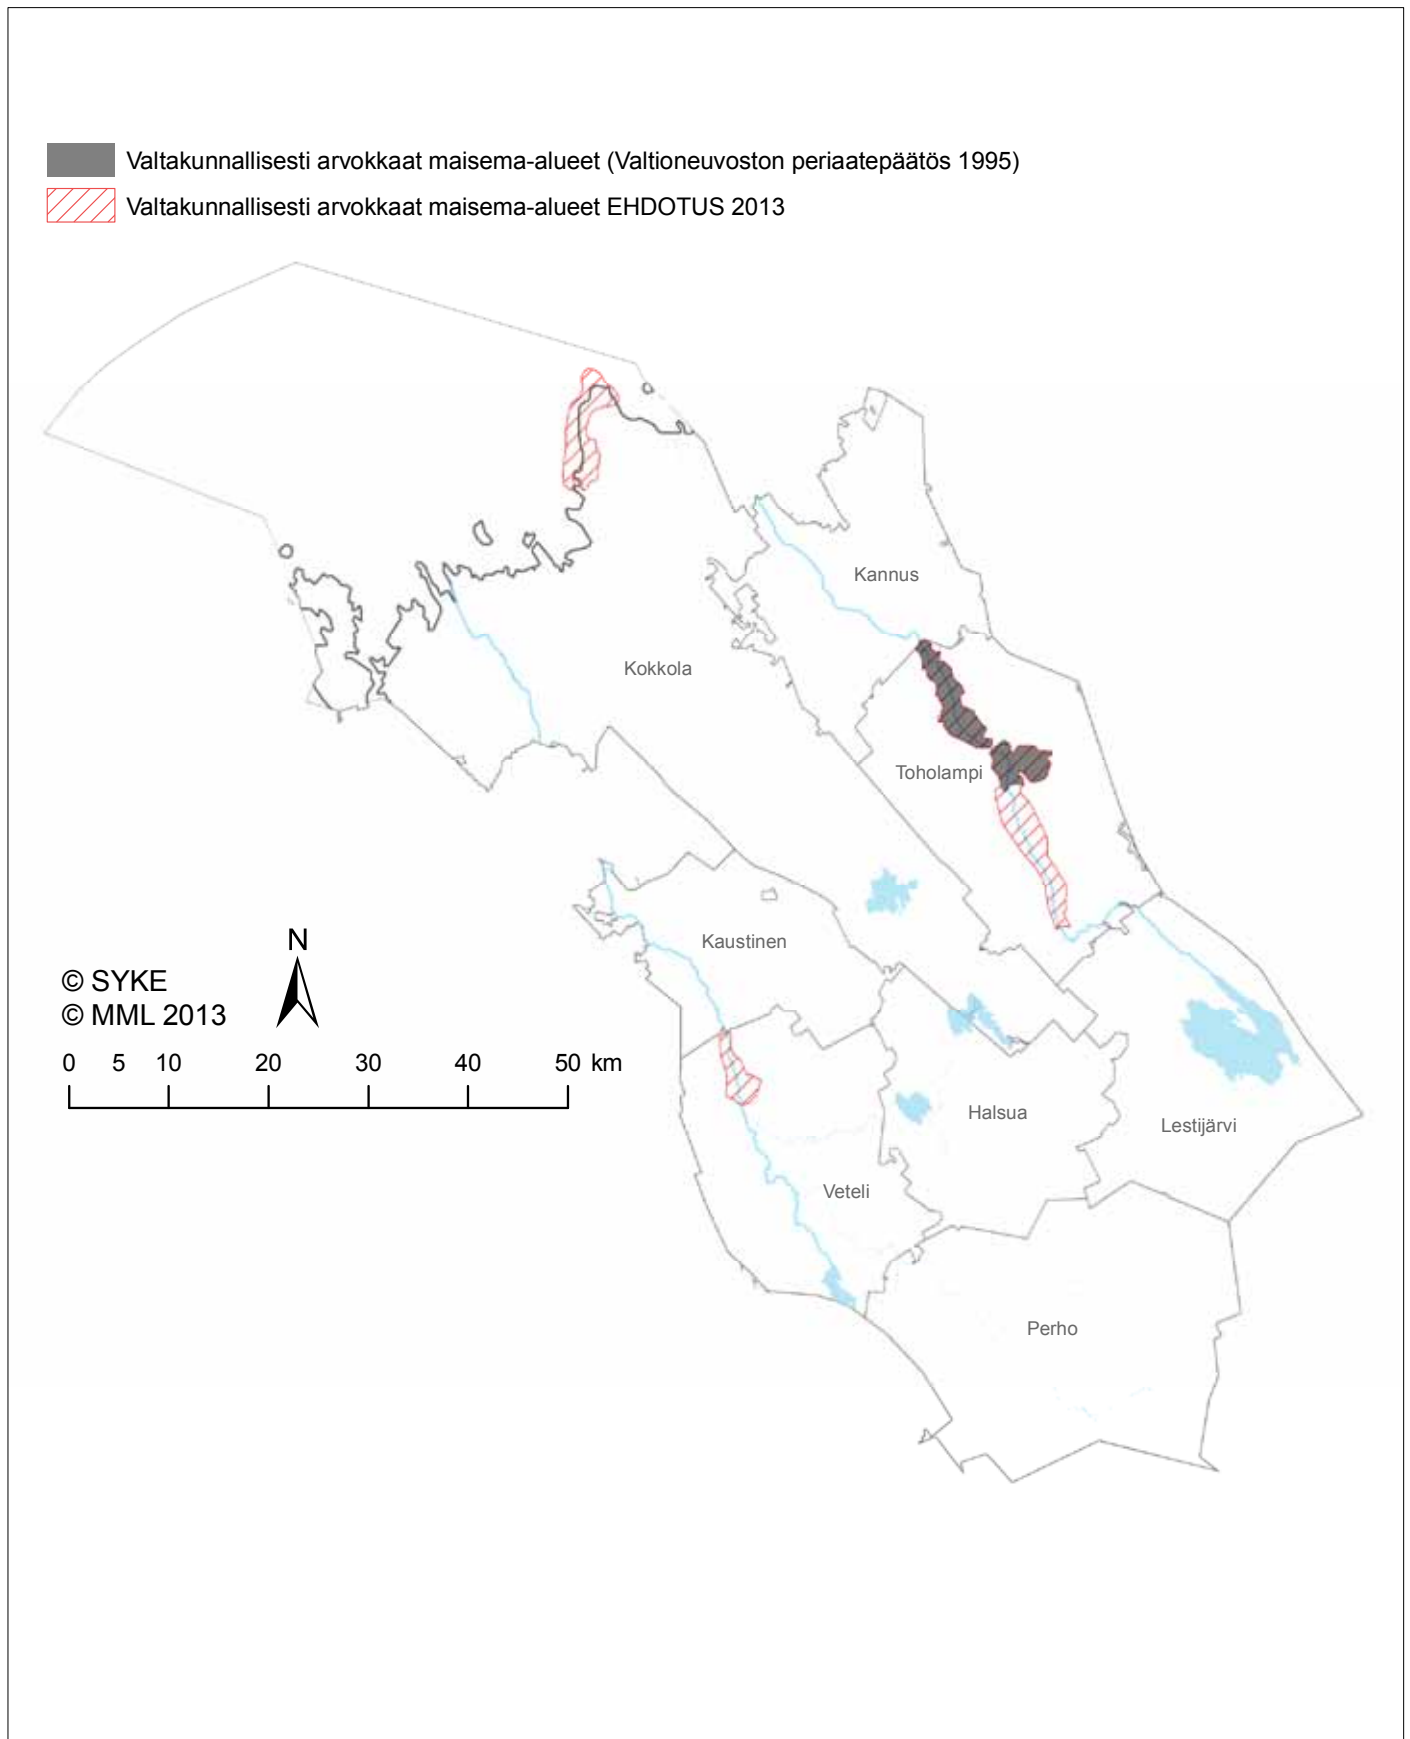 Valtakunnallisesti arvokkaat maisema-alueet (Valtioneuvoston periaatepäätös 1995)
Valtakunnallisesti arvokkaat maisema-alueet EHDOTUS 2013
Kannus
Kokkola
Toholampi
Kaustinen
N
© SYKE
© MML 2013
0 5 10 20 30 40 50 km
Halsua
Lestijärvi
Veteli
Perho